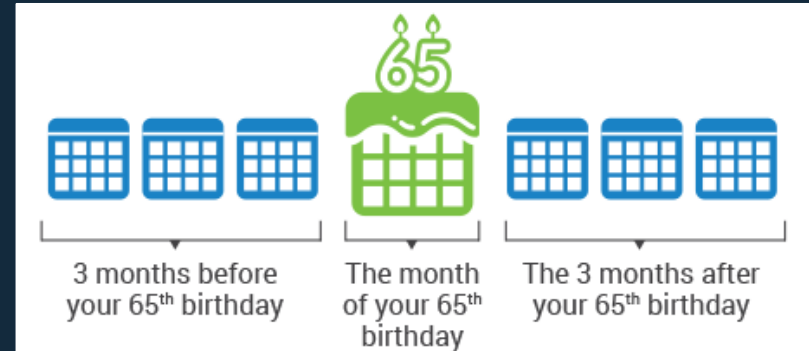 65
3 months before
your 65th birthday
The month
of your 65th
birthday
The 3 months after
your 65th birthday